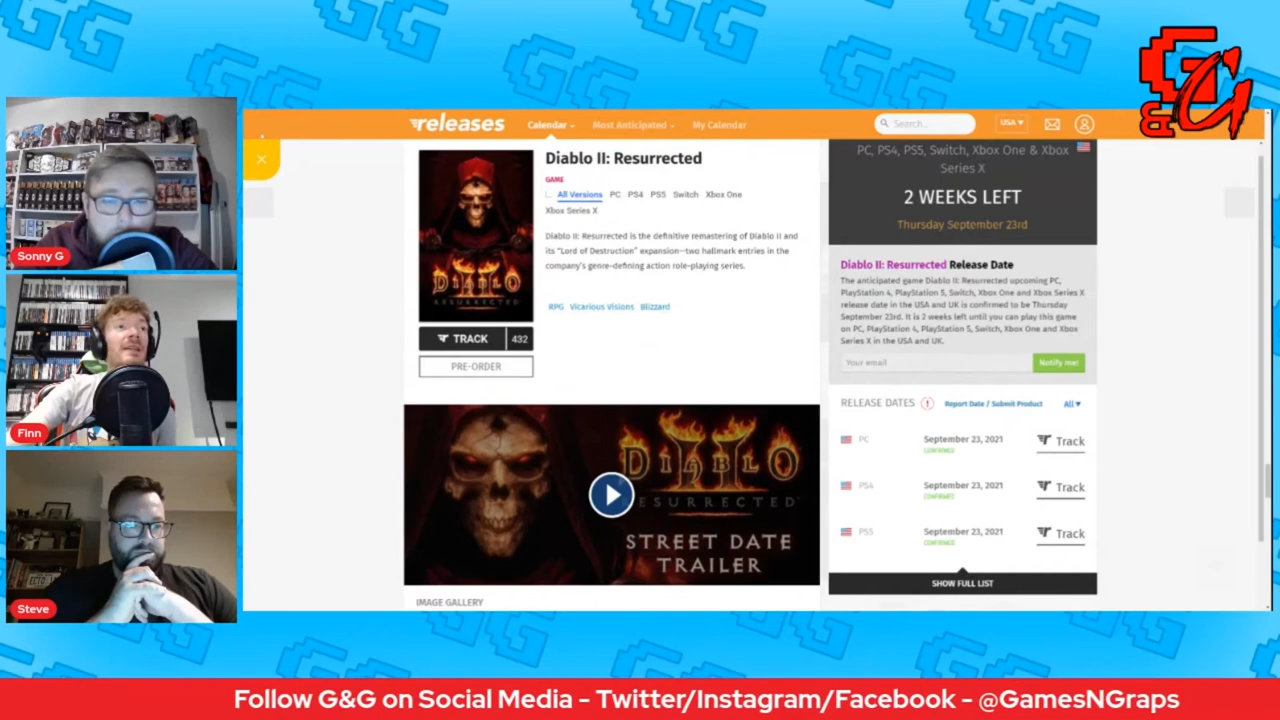 G
&G
Sonny G
Finn
Steve
releases
Calendar
Most Anticipated
My Calendar
Search...
USA
Diablo II: Resurrected
GAME
All Versions PC PS4 PS5 Switch Xbox One
Xbox Series X
Diablo II: Resurrected is the definitive remastering of Diablo II and
its "Lord of Destruction" expansion—two hallmark entries in the
company's genre-defining action role-playing series.
RPG Vicarious Visions Blizzard
DIABLO
II
RESURRECTED
TRACK 432
PRE-ORDER
DIABLO
II
RESURRECTED
STREET DATE
TRAILER
IMAGE GALLERY
PC, PS4, PS5, Switch, Xbox One & Xbox
Series X
2 WEEKS LEFT
Thursday September 23rd
Diablo II: Resurrected Release Date
The anticipated game Diablo II: Resurrected upcoming PC,
PlayStation 4, PlayStation 5, Switch, Xbox One and Xbox Series X
release date in the USA and UK is confirmed to be Thursday
September 23rd. It is 2 weeks left until you can play this game
on PC, PlayStation 4, PlayStation 5, Switch, Xbox One and Xbox
Series X in the USA and UK.
Your email
Notify me!
RELEASE DATES ! Report Date / Submit Product All
PC September 23, 2021 Track
CONFIRMED
PS4 September 23, 2021 Track
CONFIRMED
PS5 September 23, 2021 Track
CONFIRMED
SHOW FULL LIST
Follow G&G on Social Media - Twitter/Instagram/Facebook - @GamesNGraps